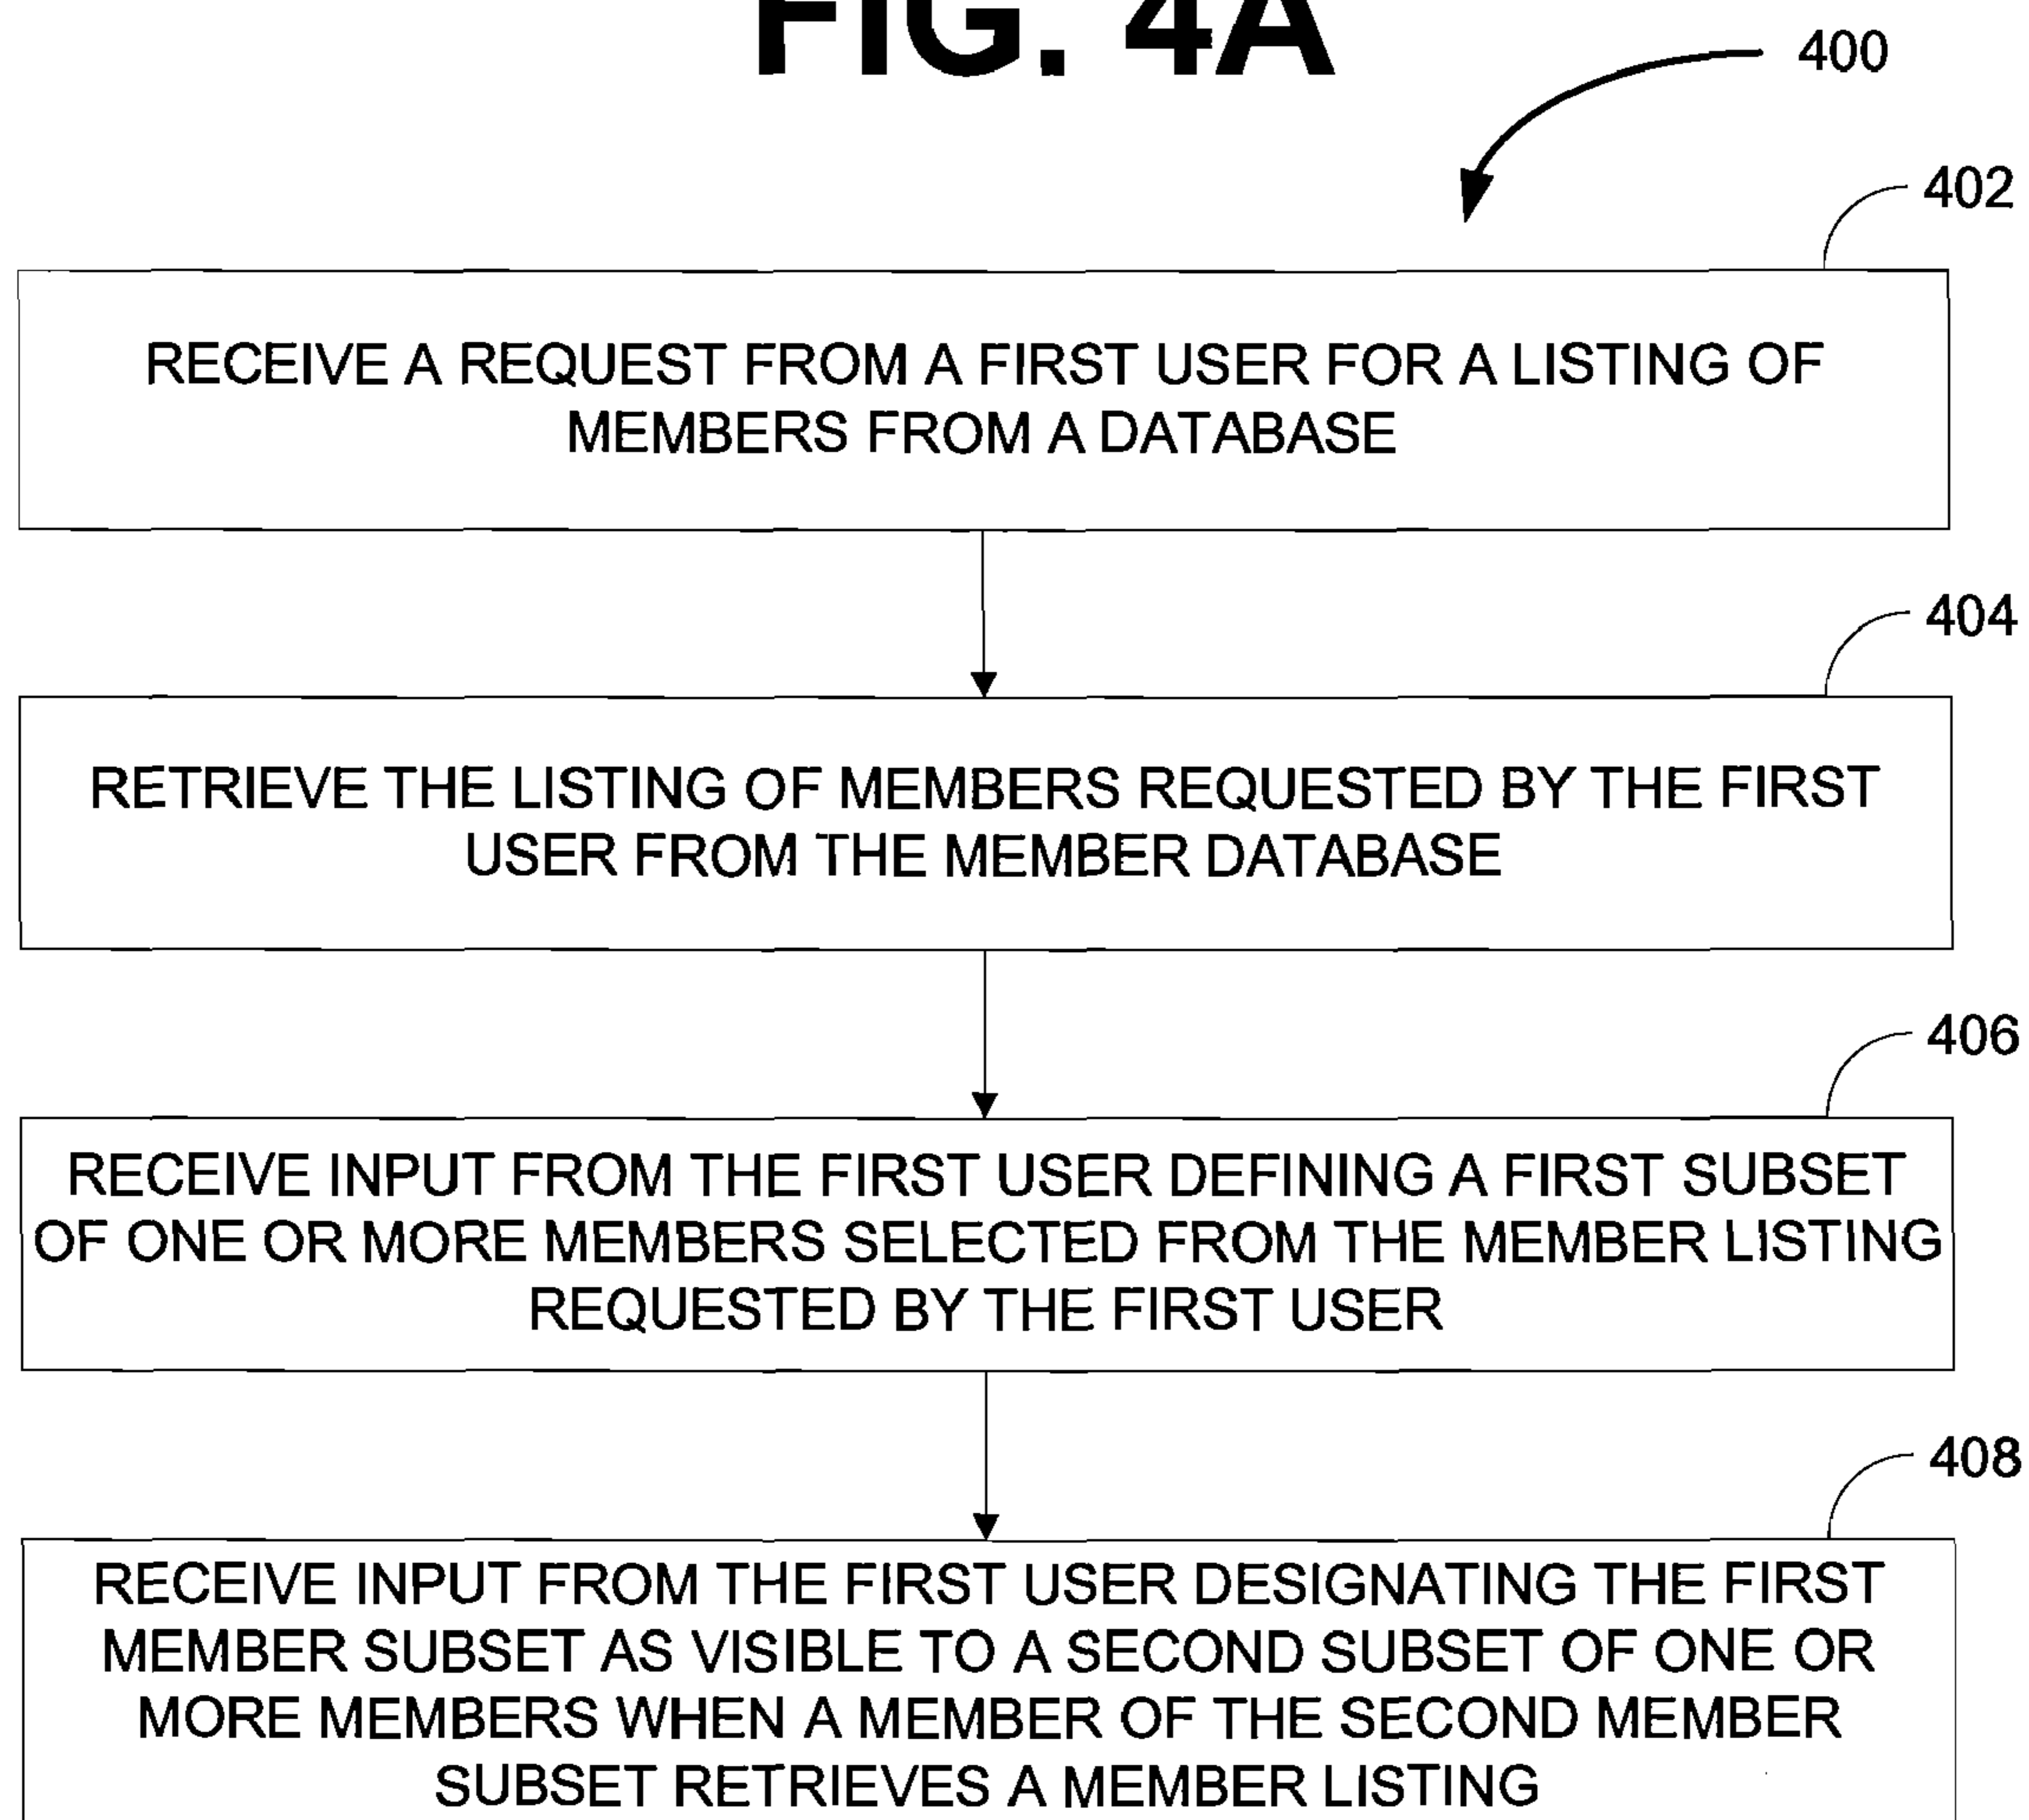 FIG. 4A
400
402
RECEIVE A REQUEST FROM A FIRST USER FOR A LISTING OF
MEMBERS FROM A DATABASE
404
RETRIEVE THE LISTING OF MEMBERS REQUESTED BY THE FIRST
USER FROM THE MEMBER DATABASE
406
RECEIVE INPUT FROM THE FIRST USER DEFINING A FIRST SUBSET
OF ONE OR MORE MEMBERS SELECTED FROM THE MEMBER LISTING
REQUESTED BY THE FIRST USER
408
RECEIVE INPUT FROM THE FIRST USER DESIGNATING THE FIRST
MEMBER SUBSET AS VISIBLE TO A SECOND SUBSET OF ONE OR
MORE MEMBERS WHEN A MEMBER OF THE SECOND MEMBER
SUBSET RETRIEVES A MEMBER LISTING